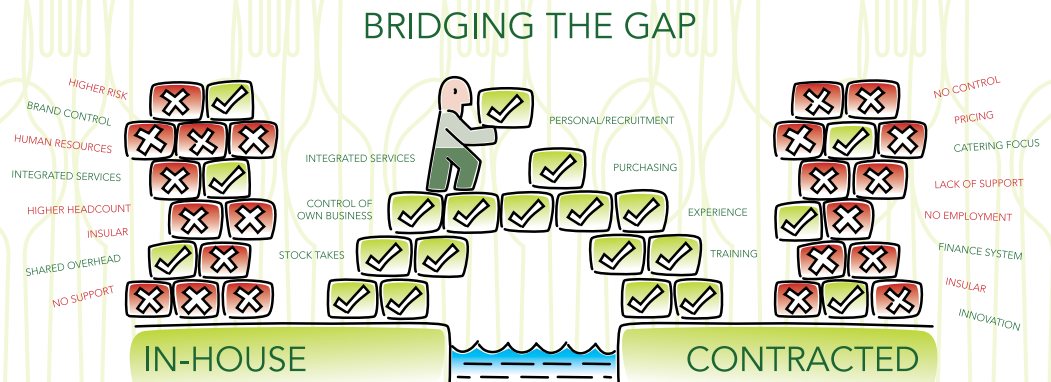 BRIDGING THE GAP
HIGHER RISK
BRAND CONTROL
HUMAN RESOURCES
INTEGRATED SERVICES
HIGHER HEADCOUNT
INSULAR
SHARED OVERHEAD
NO SUPPORT
INTEGRATED SERVICES
CONTROL OF
OWN BUSINESS
STOCK TAKES
PERSONAL/RECRUITMENT
PURCHASING
EXPERIENCE
TRAINING
NO CONTROL
PRICING
CATERING FOCUS
LACK OF SUPPORT
NO EMPLOYMENT
FINANCE SYSTEM
INSULAR
INNOVATION
IN-HOUSE
CONTRACTED